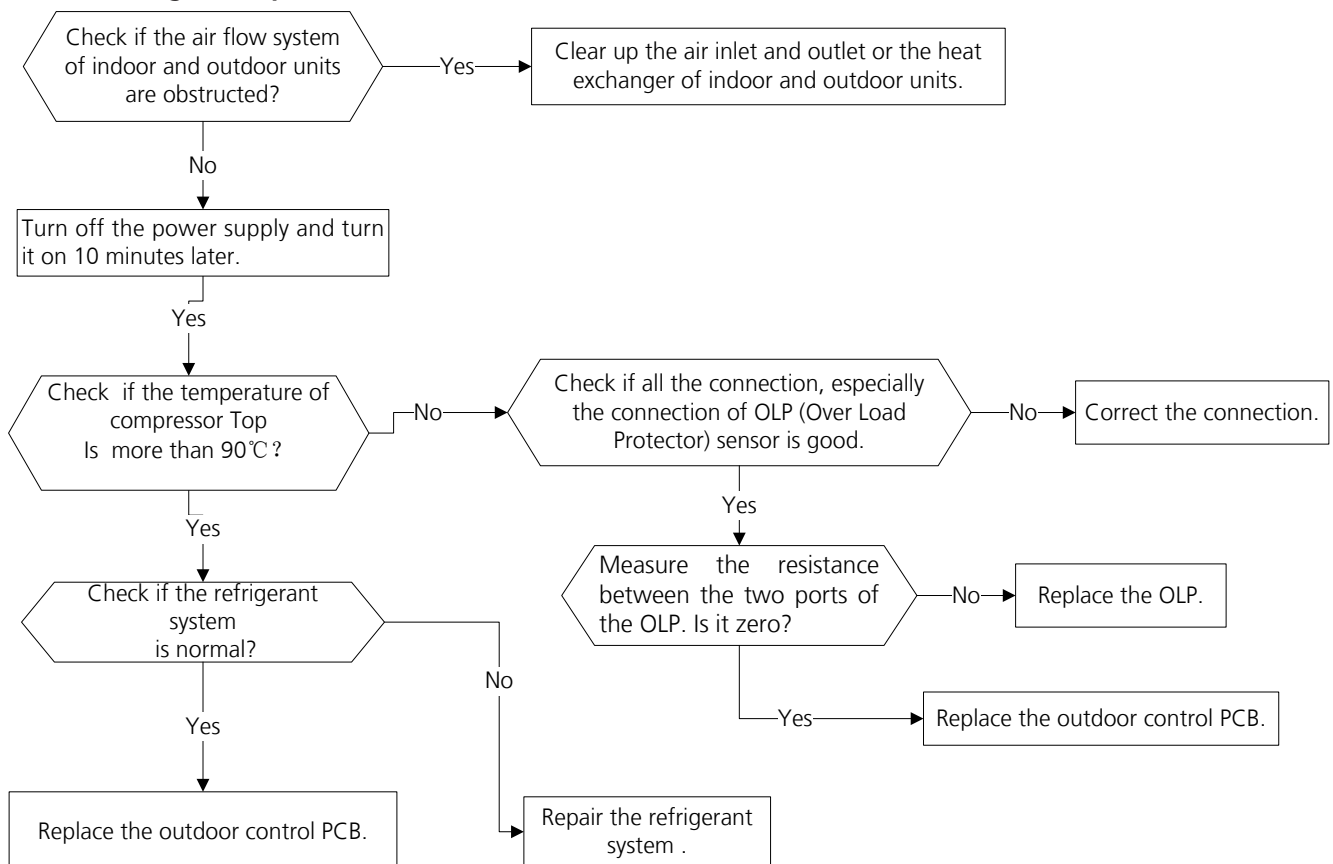 Check if the air flow system
of indoor and outdoor units
are obstructed?
Yes
Clear up the air inlet and outlet or the heat
exchanger of indoor and outdoor units.
No
Turn off the power supply and turn
it on 10 minutes later.
Yes
Check if the temperature of
compressor Top
Is more than 90℃?
No
Check if all the connection, especially
the connection of OLP (Over Load
Protector) sensor is good.
No
Correct the connection.
Yes
Yes
Measure the resistance
between the two ports of
the OLP. Is it zero?
No
Replace the OLP.
Check if the refrigerant
system
is normal?
No
Yes
Yes
Replace the outdoor control PCB.
Replace the outdoor control PCB.
Repair the refrigerant
system .